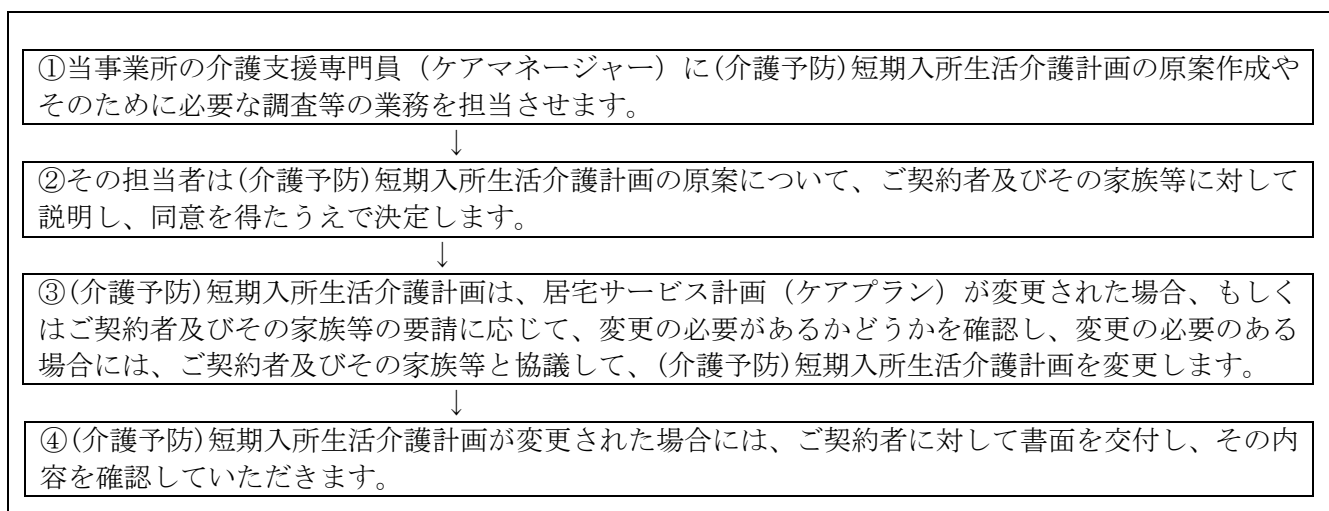 ①当事業所の介護支援専門員（ケアマネージャー）に(介護予防)短期入所生活介護計画の原案作成や
そのために必要な調査等の業務を担当させます。
↓
②その担当者は(介護予防)短期入所生活介護計画の原案について、ご契約者及びその家族等に対して
説明し、同意を得たうえで決定します。
↓
③(介護予防)短期入所生活介護計画は、居宅サービス計画（ケアプラン）が変更された場合、もしく
はご契約者及びその家族等の要請に応じて、変更の必要があるかどうかを確認し、変更の必要のある
場合には、ご契約者及びその家族等と協議して、(介護予防)短期入所生活介護計画を変更します。
↓
④(介護予防)短期入所生活介護計画が変更された場合には、ご契約者に対して書面を交付し、その内
容を確認していただきます。